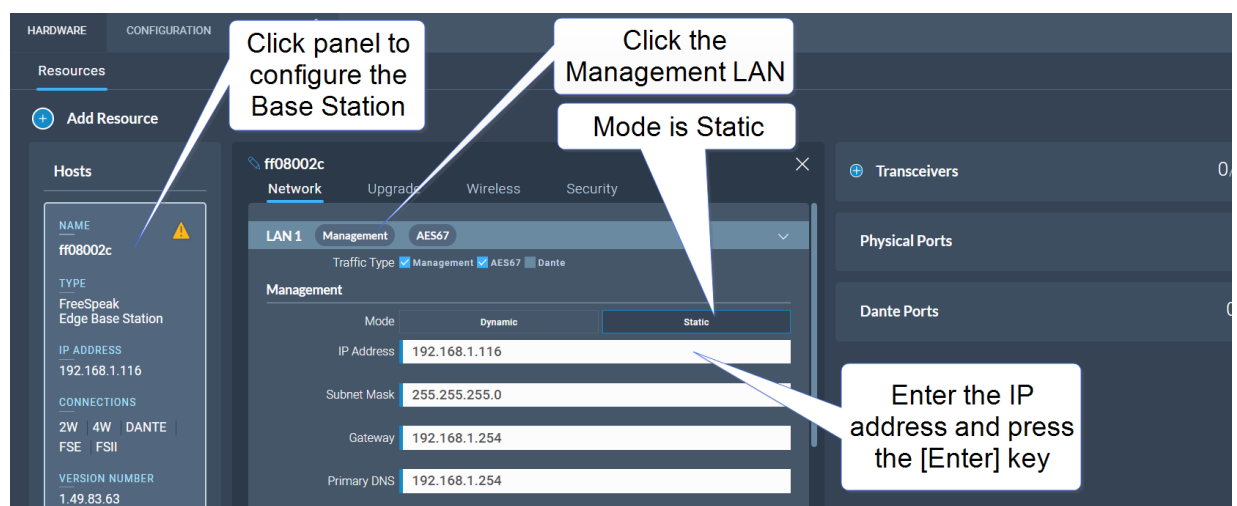 HARDWARE CONFIGURATION
Resources
Add Resource
Click panel to
configure the
Base Station
Click the
Management LAN
Mode is Static
Hosts
NAME
ff08002c
TYPE
FreeSpeak
Edge Base Station
IP ADDRESS
192.168.1.116
CONNECTIONS
2W 4W DANTE
FSE FSII
VERSION NUMBER
1.49.83.63
ff08002c
Network Upgrade Wireless Security
LAN 1 Management AES67
Traffic Type Management AES67 Dante
Management
Mode Dynamic Static
IP Address 192.168.1.116
Subnet Mask 255.255.255.0
Gateway 192.168.1.254
Primary DNS 192.168.1.254
Transceivers 0/
Physical Ports
Dante Ports 0
Enter the IP
address and press
the [Enter] key